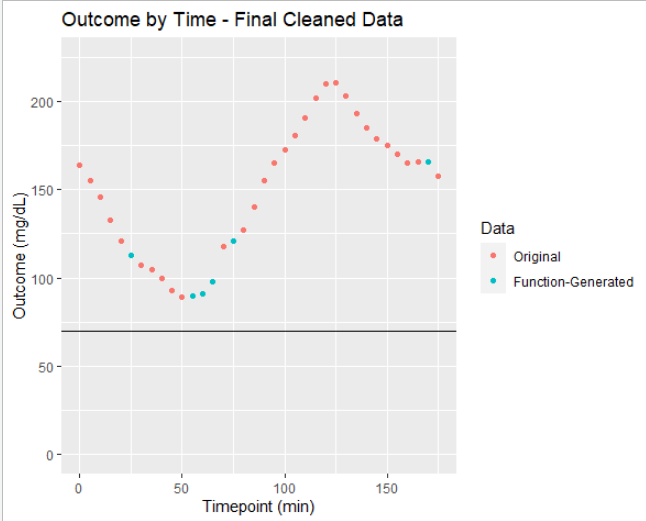 Outcome by Time - Final Cleaned Data
Outcome (mg/dL)
200
150
100
50
0
0 50 100 150
Timepoint (min)
Data
Original
Function-Generated